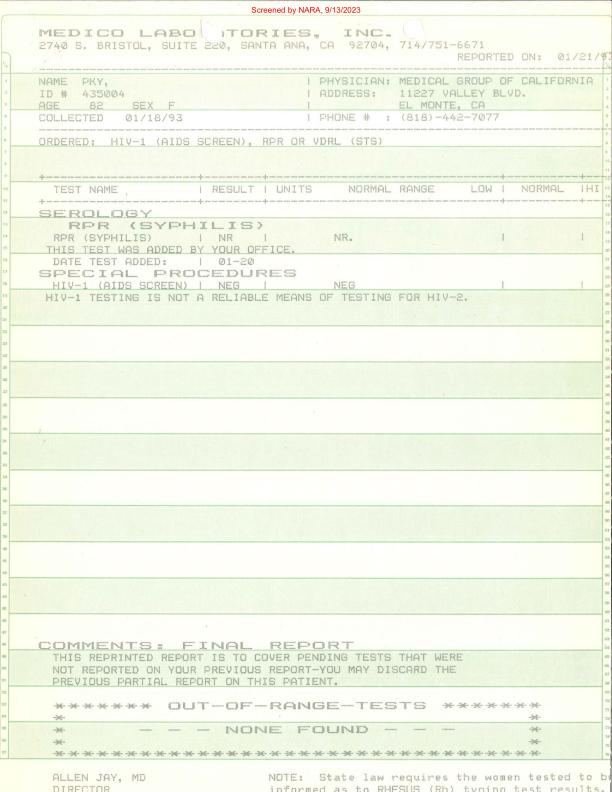 Screened by NARA, 9/13/2023
MEDICO LABO TORIES, INC.
2740 S. BRISTOL, SUITE 220, SANTA ANA, CA 92704, 714/751-6671
REPORTED ON: 01/21/93
NAME PKY, | PHYSICIAN: MEDICAL GROUP OF CALIFORNIA
ID # 435004 | ADDRESS: 11227 VALLEY BLVD.
AGE 82 SEX F | EL MONTE, CA
COLLECTED 01/18/93 | PHONE # : (818)-442-7077
ORDERED: HIV-1 (AIDS SCREEN), RPR OR VDRL (STS)
TEST NAME | RESULT | UNITS NORMAL RANGE LOW | NORMAL |HI
SEROLOGY
RPR (SYPHILIS)
RPR (SYPHILIS) | NR | NR. | |
THIS TEST WAS ADDED BY YOUR OFFICE.
DATE TEST ADDED: | 01-20
SPECIAL PROCEDURES
HIV-1 (AIDS SCREEN) | NEG | NEG | |
HIV-1 TESTING IS NOT A RELIABLE MEANS OF TESTING FOR HIV-2.
COMMENTS: FINAL REPORT
THIS REPRINTED REPORT IS TO COVER PENDING TESTS THAT WERE
NOT REPORTED ON YOUR PREVIOUS REPORT-YOU MAY DISCARD THE
PREVIOUS PARTIAL REPORT ON THIS PATIENT.
******* OUT-OF-RANGE-TESTS *******
* *
* - - - NONE FOUND - - - *
* *
**********************************
ALLEN JAY, MD NOTE: State law requires the women tested to be
DIRECTOR informed as to RHESUS (Rh) typing test results.